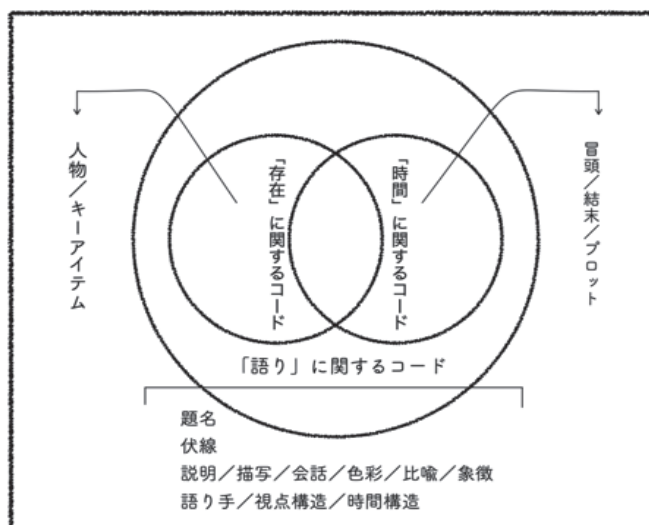 人物／キーアイテム
「存在」に関するコード
「時間」に関するコード
冒頭／結末／プロット
「語り」に関するコード
題名
伏線
説明／描写／会話／色彩／比喩／象徴
語り手／視点構造／時間構造